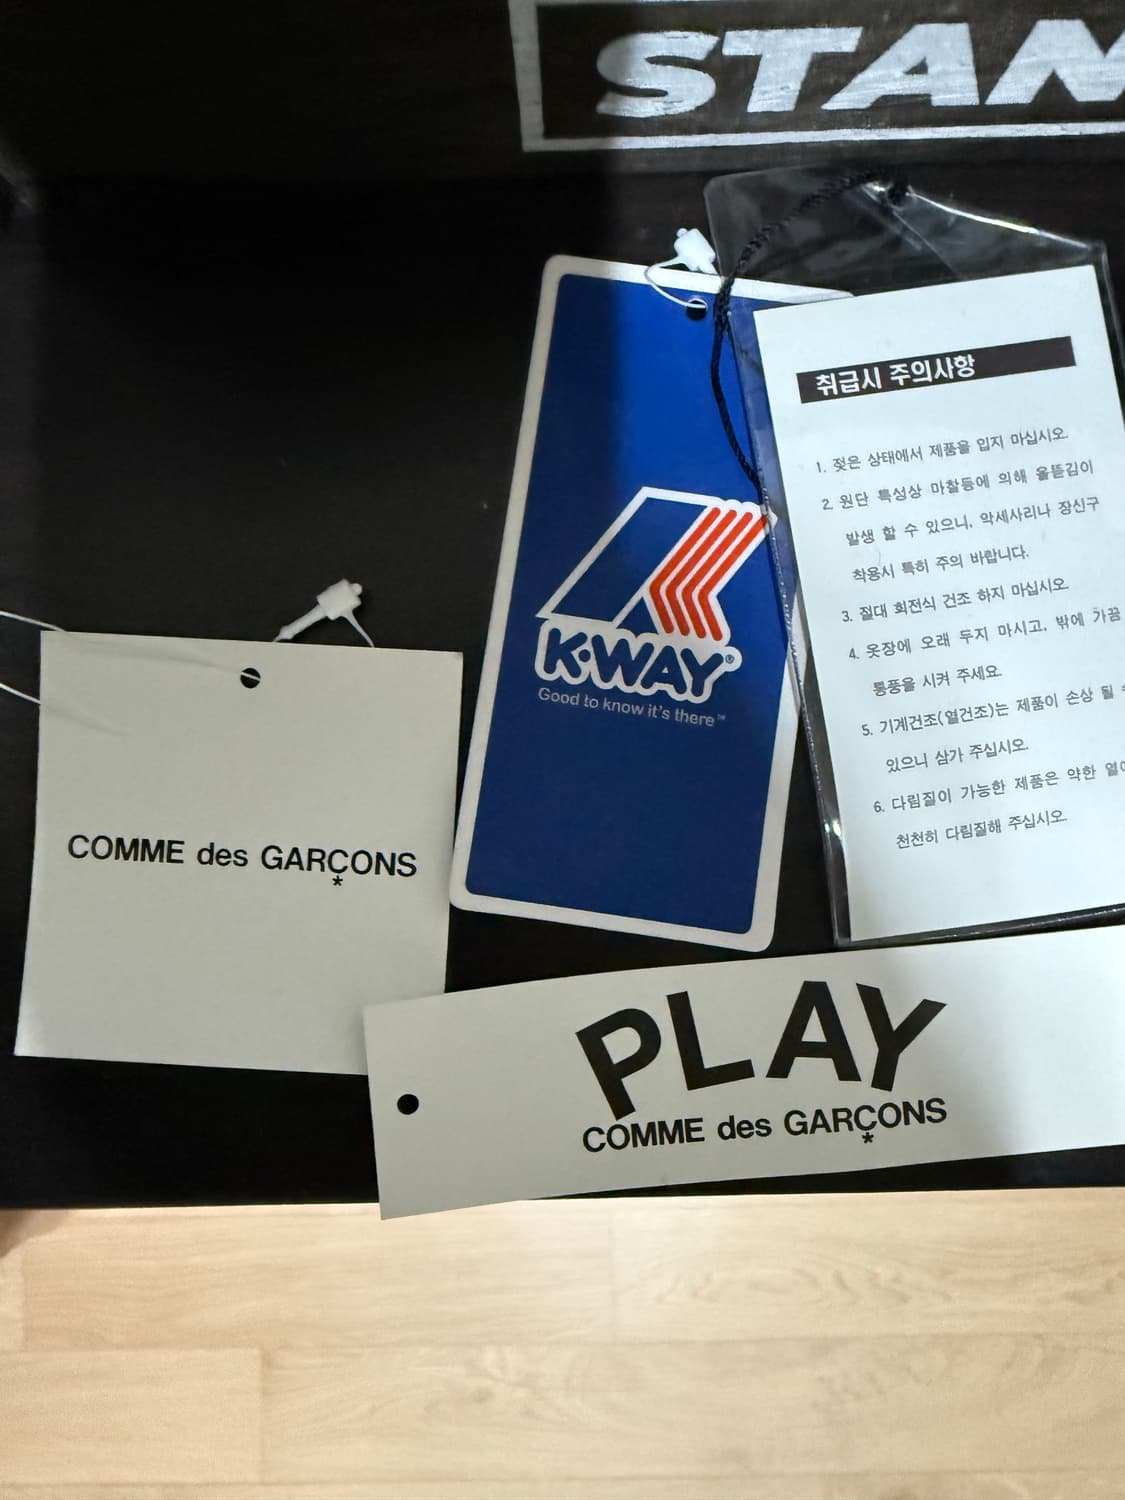 COMME des GARÇONS
*
K·WAY®
Good to know it's there™
취급시 주의사항
1. 젖은 상태에서 제품을 입지 마십시오.
2. 원단 특성상 마찰등에 의해 올뜯김이
발생 할 수 있으니, 악세사리나 장신구
착용시 특히 주의 바랍니다.
3. 절대 회전식 건조 하지 마십시오.
4. 옷장에 오래 두지 마시고, 밖에 가끔
통풍을 시켜 주세요.
5. 기계건조(열건조)는 제품이 손상 될
있으니 삼가 주십시오.
6. 다림질이 가능한 제품은 약한
천천히 다림질해 주십시오.
PLAY
COMME des GARÇONS
*